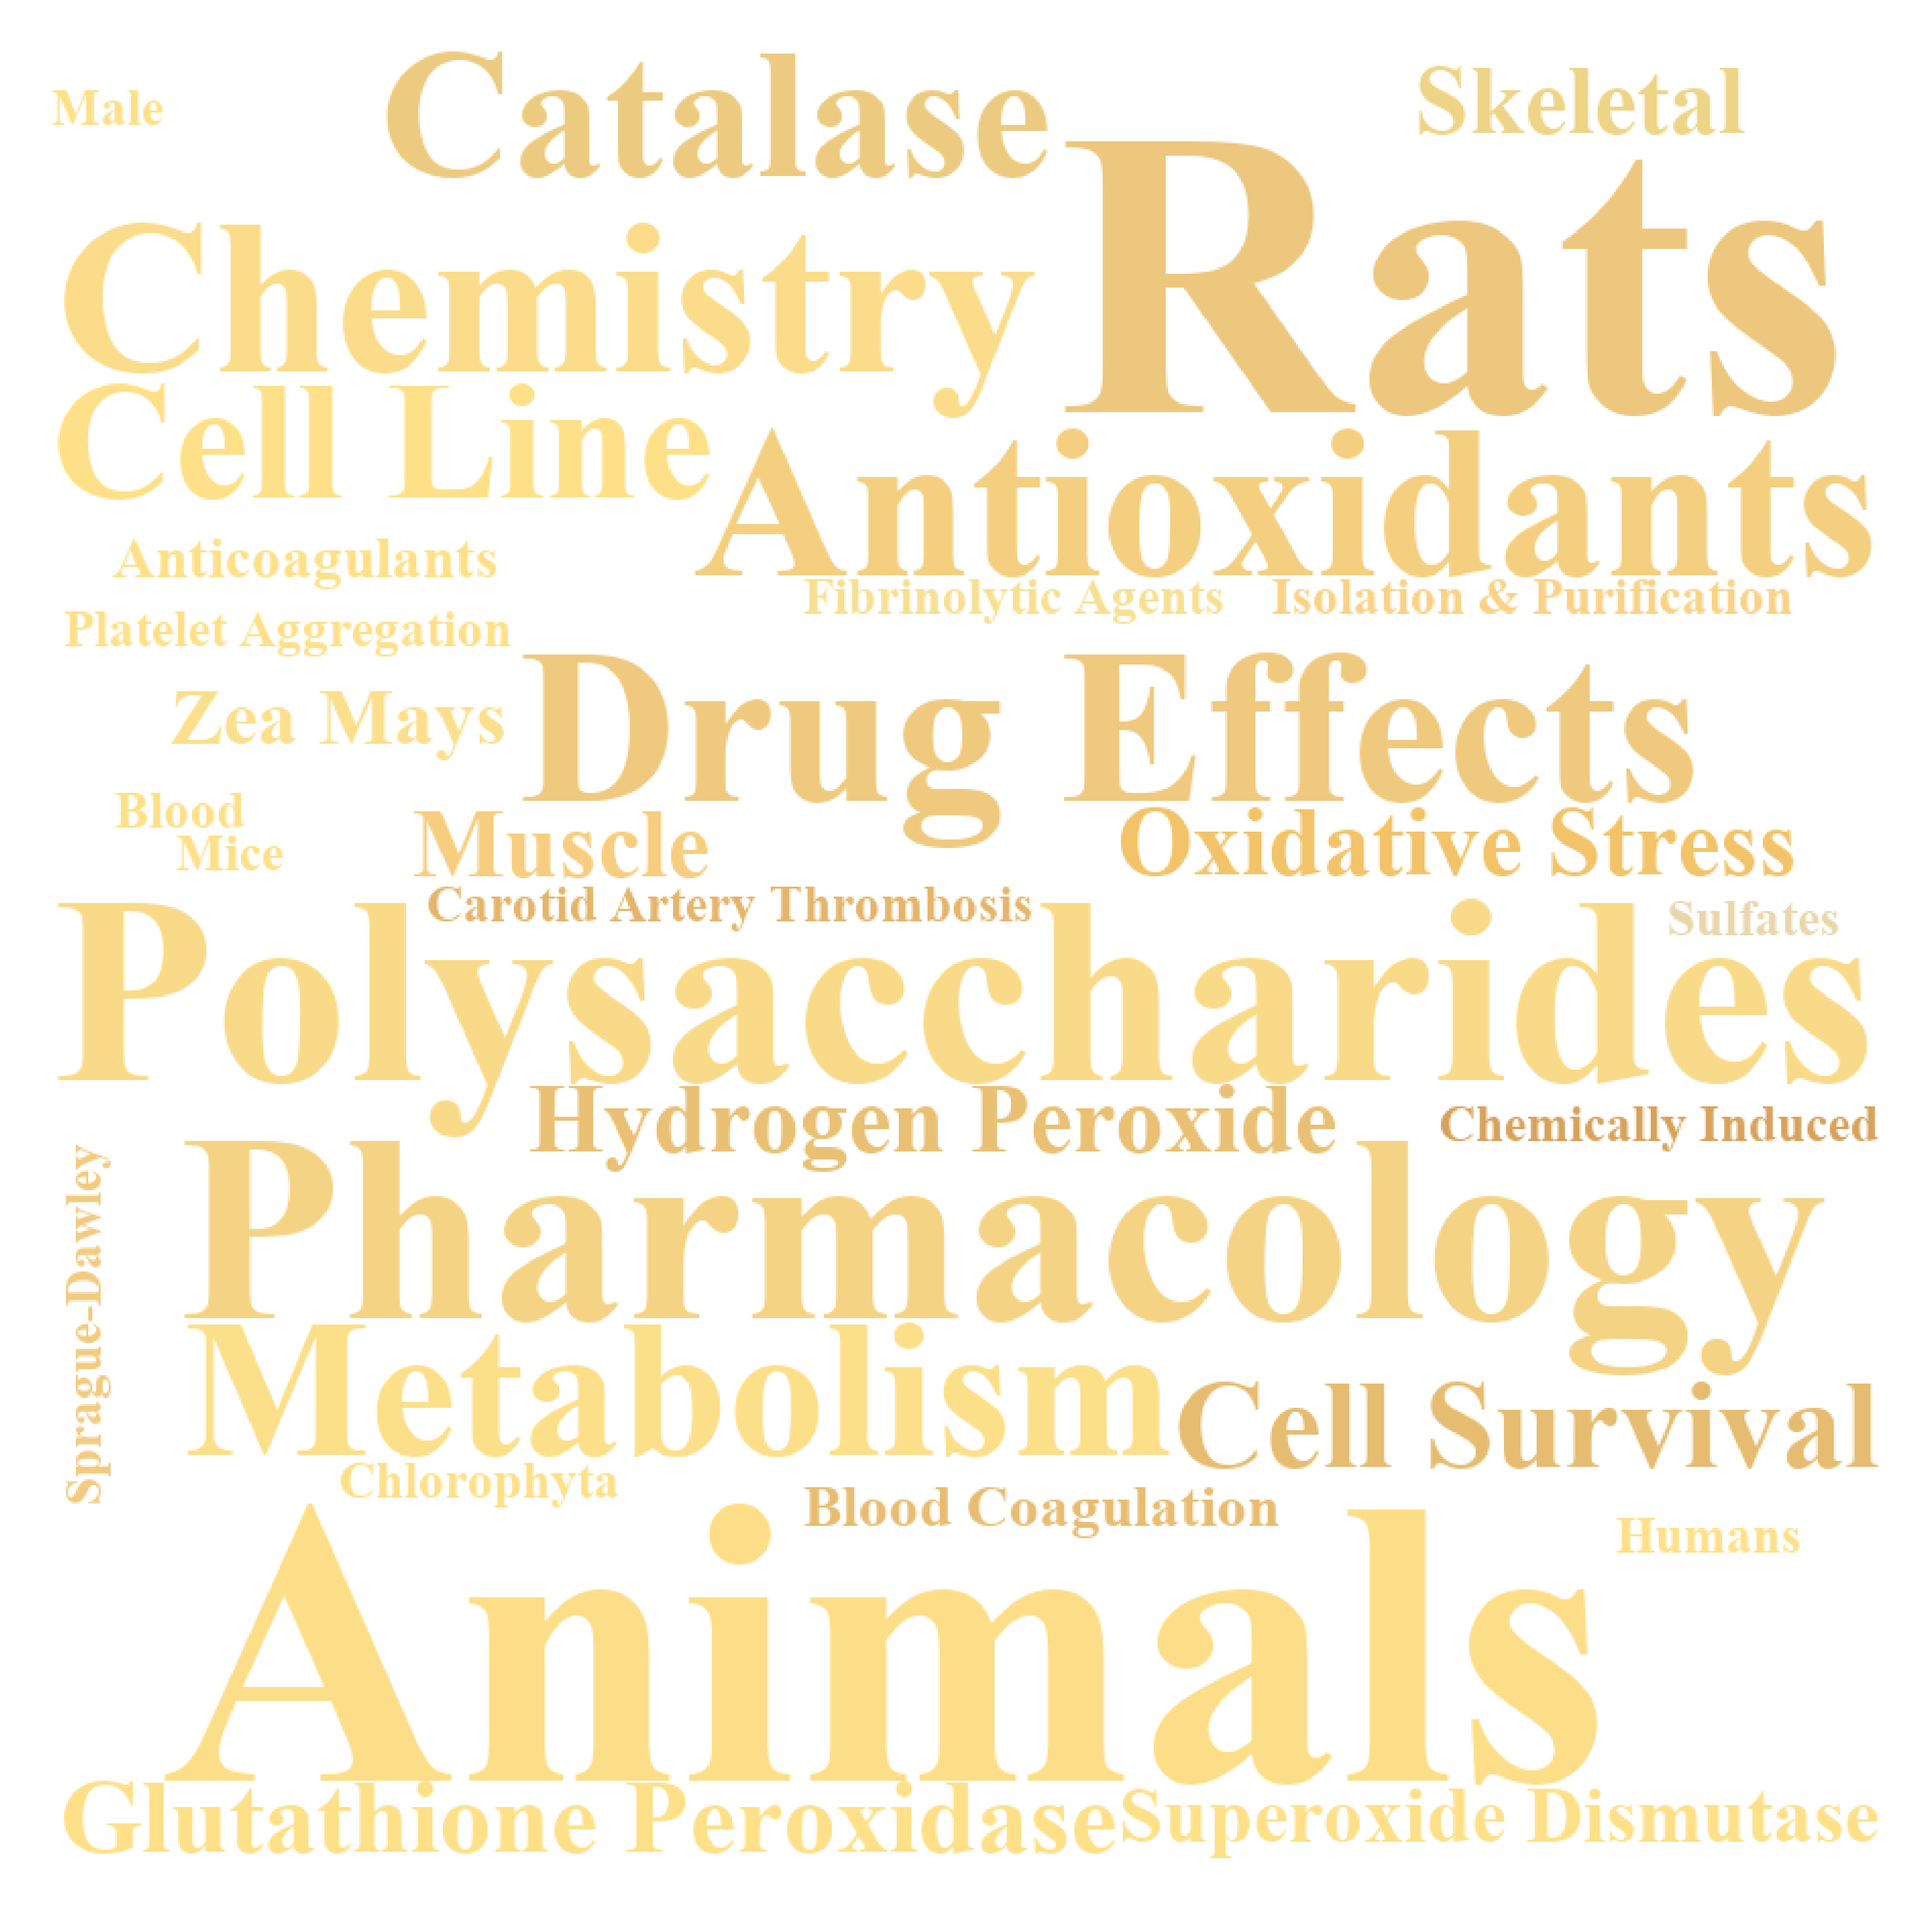 Male
Catalase
Skeletal
Chemistry
Rats
Cell Line
Antioxidants
Anticoagulants
Fibrinolytic Agents
Isolation & Purification
Platelet Aggregation
Drug Effects
Zea Mays
Blood
Mice
Muscle
Oxidative Stress
Carotid Artery Thrombosis
Sulfates
Polysaccharides
Hydrogen Peroxide
Chemically Induced
Sprague-Dawley
Pharmacology
Metabolism
Cell Survival
Chlorophyta
Blood Coagulation
Humans
Animals
Glutathione Peroxidase
Superoxide Dismutase